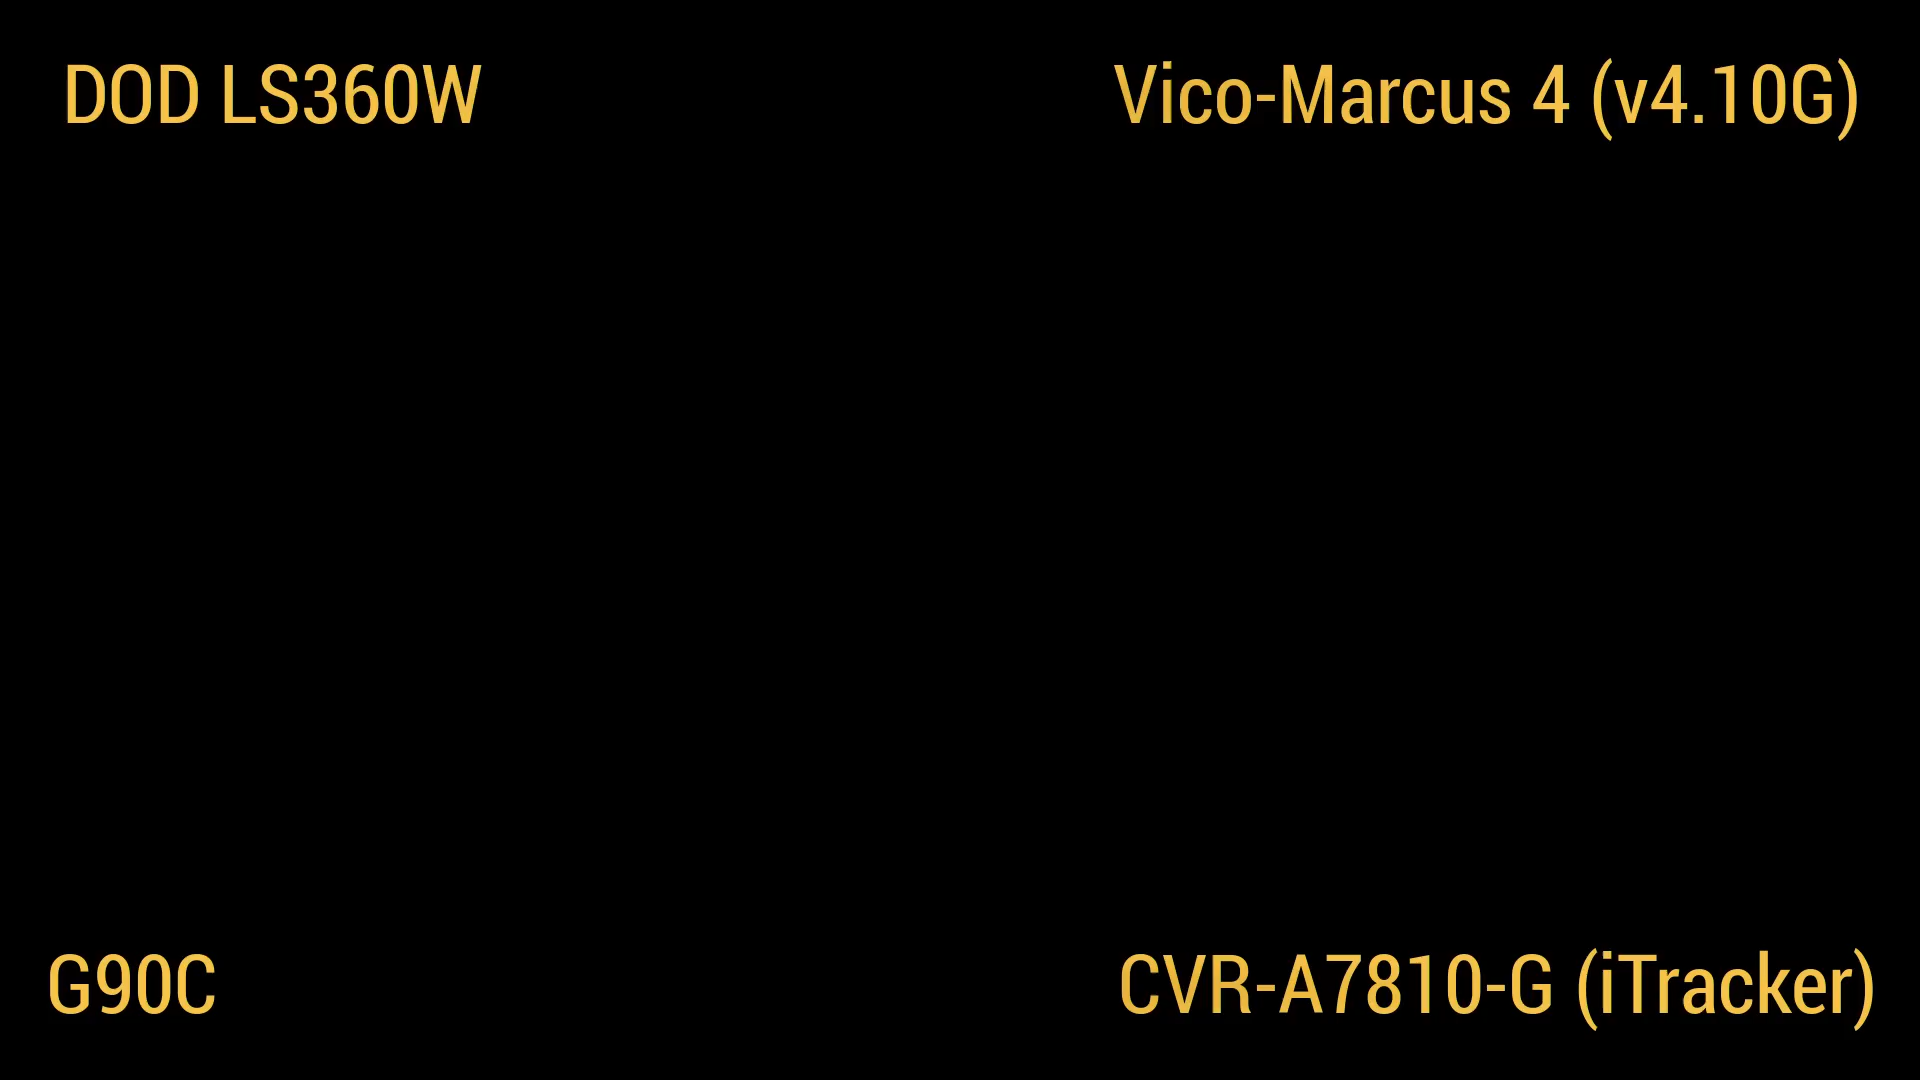 DOD LS360W
Vico-Marcus 4 (v4.10G)
G90C
CVR-A7810-G (iTracker)